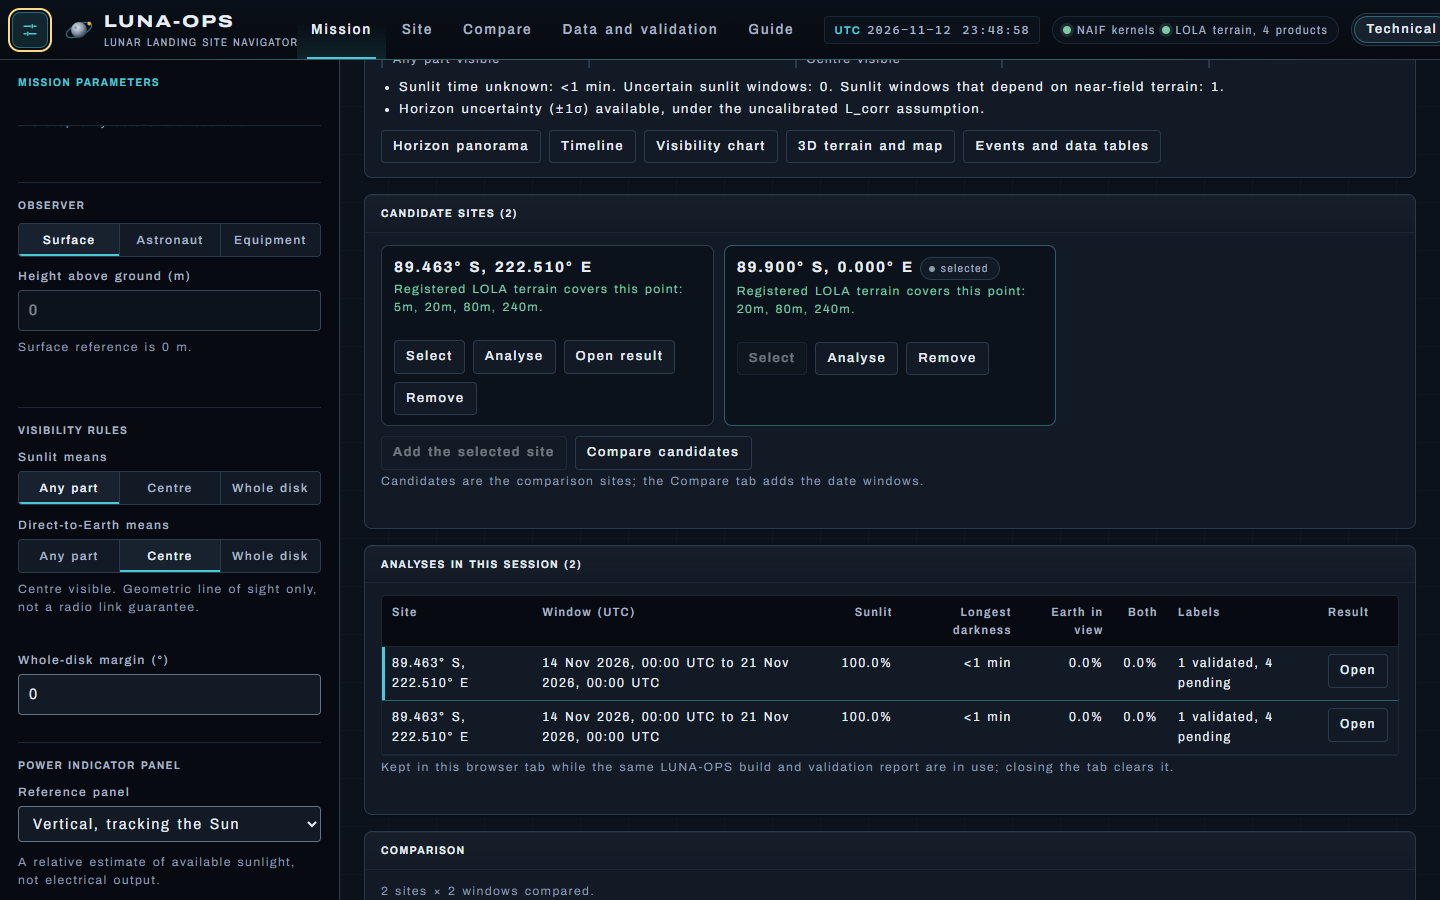 LUNA-OPS
LUNAR LANDING SITE NAVIGATOR
Mission
Site
Compare
Data and validation
Guide
UTC 2026-11-12 23:48:58
NAIF kernels
LOLA terrain, 4 products
Technical
MISSION PARAMETERS
OBSERVER
Surface
Astronaut
Equipment
Height above ground (m)
0
Surface reference is 0 m.
VISIBILITY RULES
Sunlit means
Any part
Centre
Whole disk
Direct-to-Earth means
Any part
Centre
Whole disk
Centre visible. Geometric line of sight only,
not a radio link guarantee.
Whole-disk margin (°)
0
POWER INDICATOR PANEL
Reference panel
Vertical, tracking the Sun
A relative estimate of available sunlight,
not electrical output.
Any part visible
Centre visible
• Sunlit time unknown: <1 min. Uncertain sunlit windows: 0. Sunlit windows that depend on near-field terrain: 1.
• Horizon uncertainty (±1σ) available, under the uncalibrated L_corr assumption.
Horizon panorama
Timeline
Visibility chart
3D terrain and map
Events and data tables
CANDIDATE SITES (2)
89.463° S, 222.510° E
Registered LOLA terrain covers this point:
5m, 20m, 80m, 240m.
Select
Analyse
Open result
Remove
89.900° S, 0.000° E
selected
Registered LOLA terrain covers this point:
20m, 80m, 240m.
Select
Analyse
Remove
Add the selected site
Compare candidates
Candidates are the comparison sites; the Compare tab adds the date windows.
ANALYSES IN THIS SESSION (2)
Site
Window (UTC)
Sunlit
Longest
darkness
Earth in
view
Both
Labels
Result
89.463° S,
222.510° E
14 Nov 2026, 00:00 UTC to 21 Nov
2026, 00:00 UTC
100.0%
<1 min
0.0%
0.0%
1 validated, 4
pending
Open
89.463° S,
222.510° E
14 Nov 2026, 00:00 UTC to 21 Nov
2026, 00:00 UTC
100.0%
<1 min
0.0%
0.0%
1 validated, 4
pending
Open
Kept in this browser tab while the same LUNA-OPS build and validation report are in use; closing the tab clears it.
COMPARISON
2 sites × 2 windows compared.